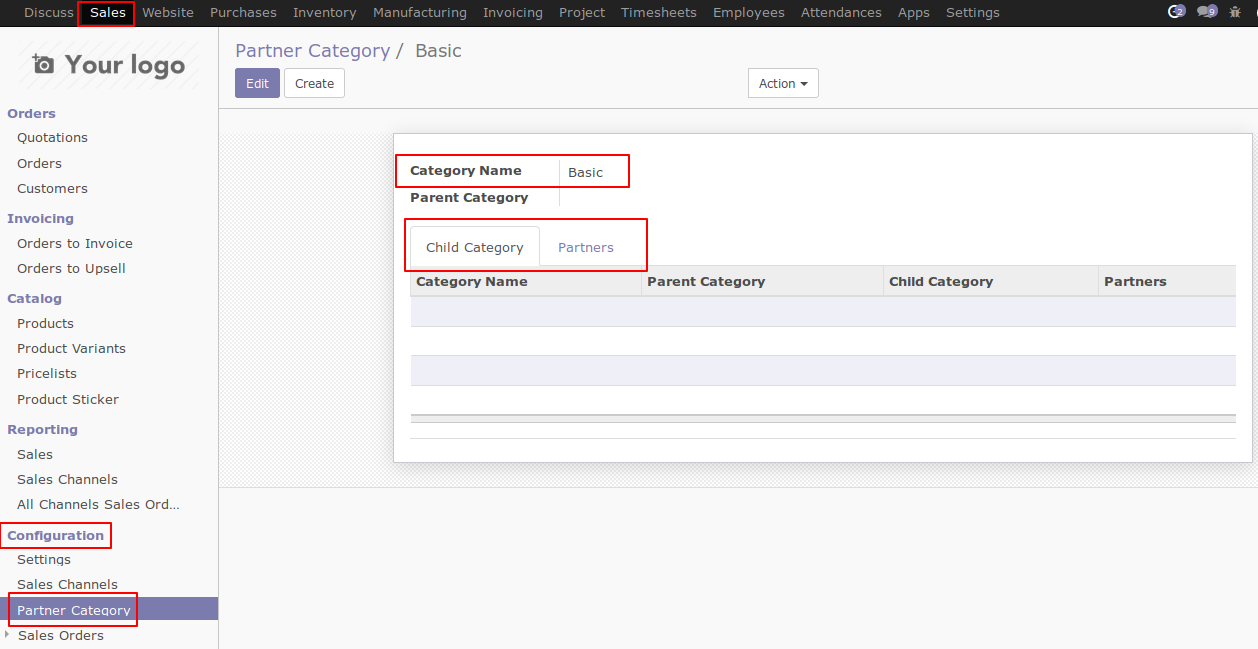 Discuss Sales Website Purchases Inventory Manufacturing Invoicing Project Timesheets Employees Attendances Apps Settings 2 9
Your logo
Partner Category / Basic
Edit Create Action
Orders
Quotations
Orders
Customers
Invoicing
Orders to Invoice
Orders to Upsell
Catalog
Products
Product Variants
Pricelists
Product Sticker
Reporting
Sales
Sales Channels
All Channels Sales Ord...
Configuration
Settings
Sales Channels
Partner Category
Sales Orders
Category Name Basic
Parent Category
Child Category Partners
Category Name Parent Category Child Category Partners